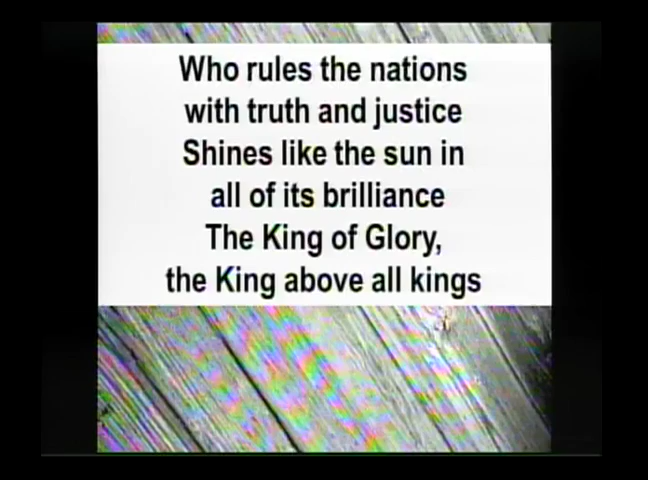 Who rules the nations
with truth and justice
Shines like the sun in
all of its brilliance
The King of Glory,
the King above all kings